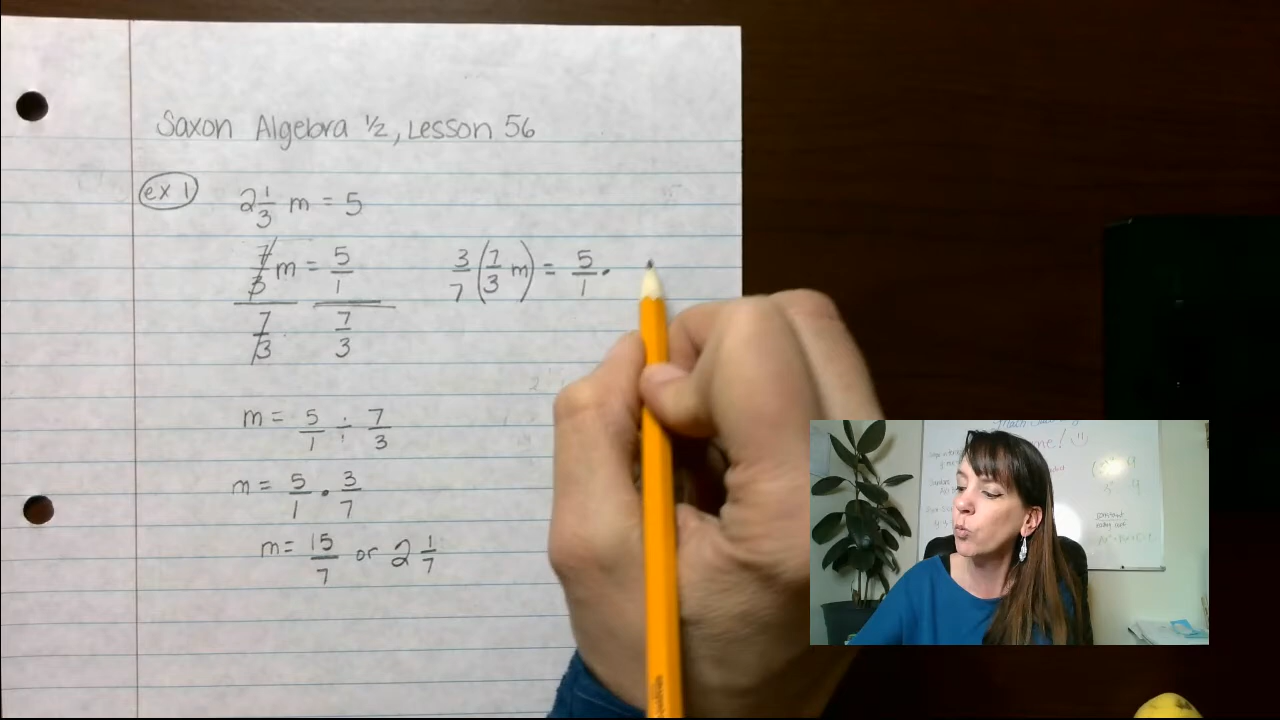 Saxon Algebra 1/2, Lesson 56
ex 1
2 1/3 m = 5
7/3 m = 5/1
7/3 7/3
m = 5/1 ÷ 7/3
m = 5/1 • 3/7
m = 15/7 or 2 1/7
3/7 (7/3 m) = 5/1 •